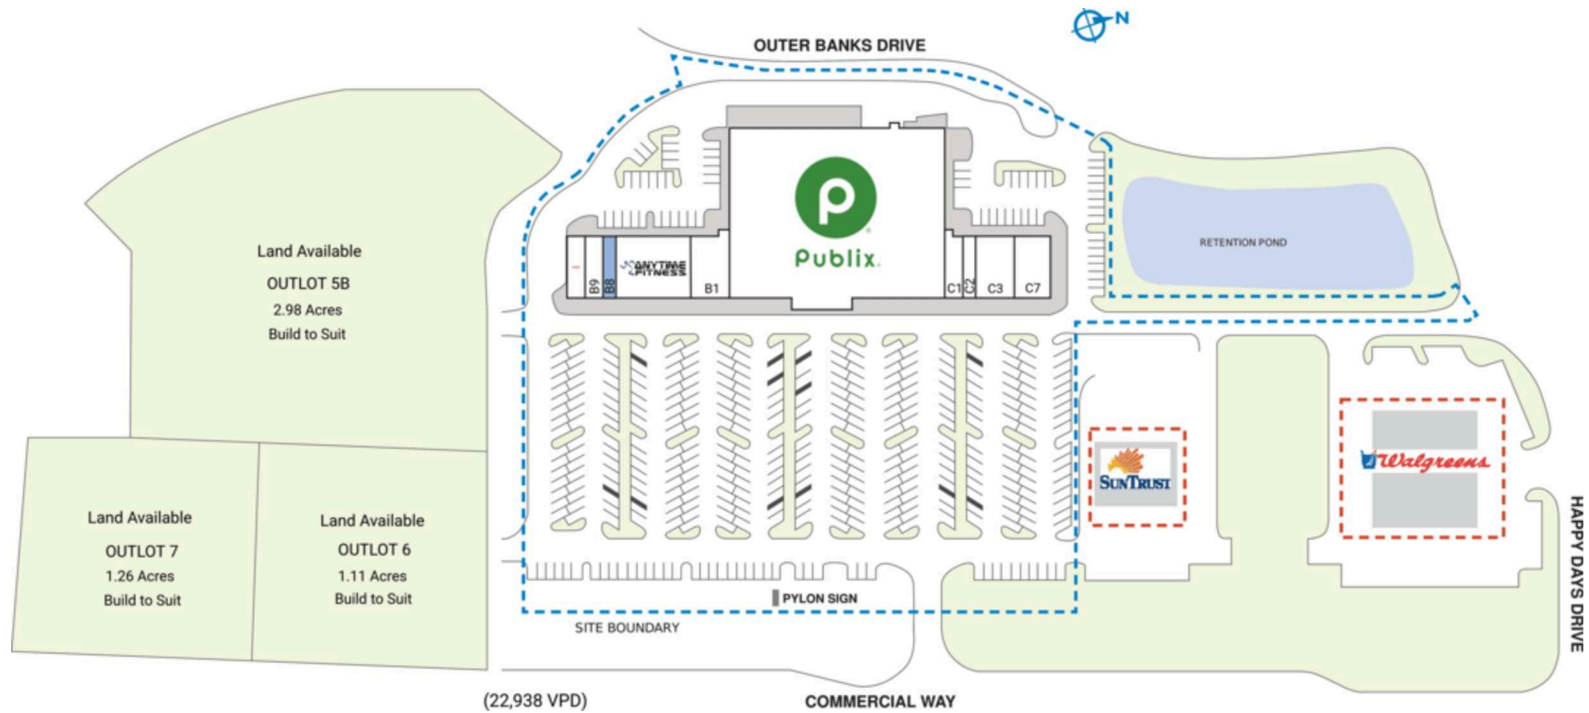 N
OUTER BANKS DRIVE
Publix.
RETENTION POND
Land Available
OUTLOT 5B
2.98 Acres
Build to Suit
B9
B8
ANYTIME
FITNESS
B1
C1
C2
C3
C7
SUNTRUST
Walgreens
Land Available
OUTLOT 7
1.26 Acres
Build to Suit
Land Available
OUTLOT 6
1.11 Acres
Build to Suit
HAPPY DAYS DRIVE
PYLON SIGN
SITE BOUNDARY
(22,938 VPD)
COMMERCIAL WAY